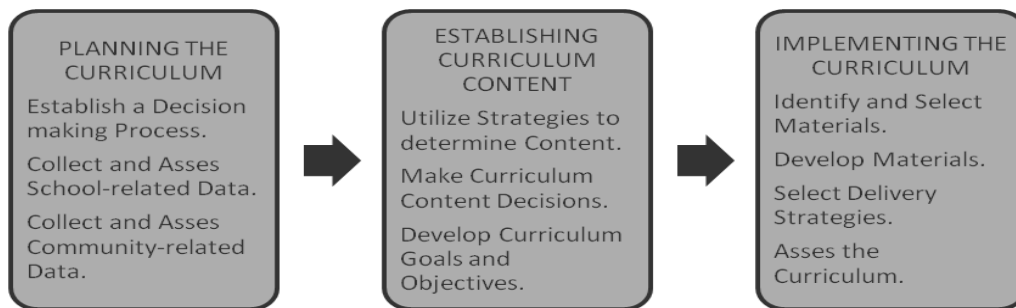 PLANNING THE
CURRICULUM
Establish a Decision
making Process.
Collect and Asses
School-related Data.
Collect and Asses
Community-related
Data.
ESTABLISHING
CURRICULUM
CONTENT
Utilize Strategies to
determine Content.
Make Curriculum
Content Decisions.
Develop Curriculum
Goals and
Objectives.
IMPLEMENTING THE
CURRICULUM
Identify and Select
Materials.
Develop Materials.
Select Delivery
Strategies.
Asses the
Curriculum.